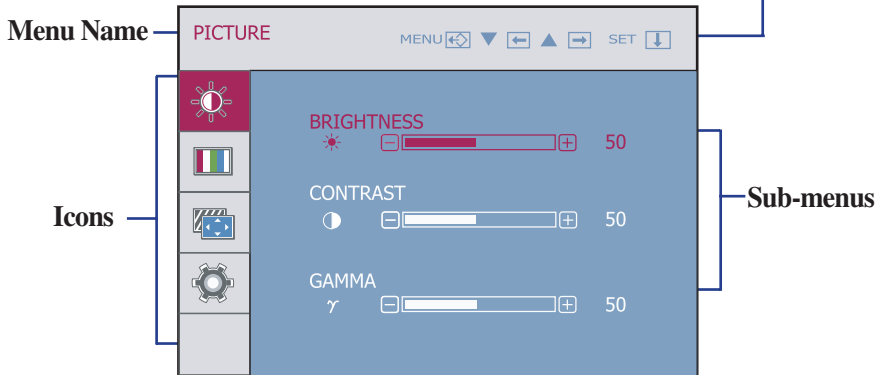 Menu Name
PICTURE
MENU ▼ ▲ SET
BRIGHTNESS
50
CONTRAST
50
Icons
Sub-menus
GAMMA
γ 50